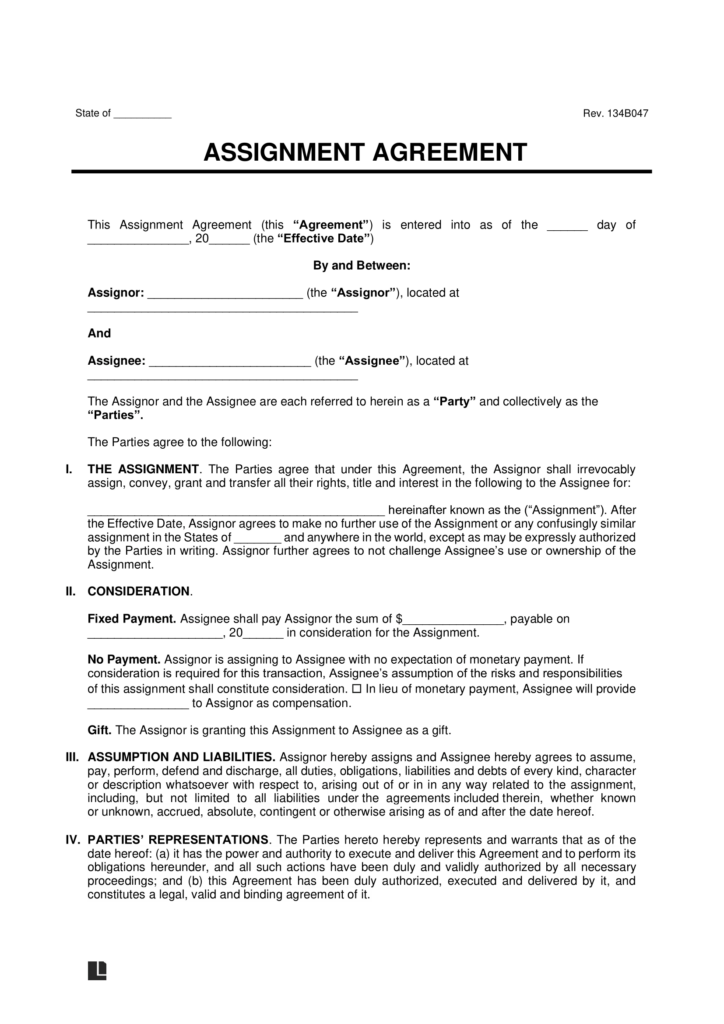 State of __________ Rev. 134B047
ASSIGNMENT AGREEMENT
This Assignment Agreement (this “Agreement”) is entered into as of the ______ day of
_______________, 20______ (the “Effective Date”)
By and Between:
Assignor: _______________________ (the “Assignor”), located at
________________________________________
And
Assignee: ________________________ (the “Assignee”), located at
________________________________________
The Assignor and the Assignee are each referred to herein as a “Party” and collectively as the
“Parties”.
The Parties agree to the following:
I. THE ASSIGNMENT. The Parties agree that under this Agreement, the Assignor shall irrevocably
assign, convey, grant and transfer all their rights, title and interest in the following to the Assignee for:
____________________________________________ hereinafter known as the (“Assignment”). After
the Effective Date, Assignor agrees to make no further use of the Assignment or any confusingly similar
assignment in the States of _______ and anywhere in the world, except as may be expressly authorized
by the Parties in writing. Assignor further agrees to not challenge Assignee’s use or ownership of the
Assignment.
II. CONSIDERATION.
Fixed Payment. Assignee shall pay Assignor the sum of $_______________, payable on
____________________, 20______ in consideration for the Assignment.
No Payment. Assignor is assigning to Assignee with no expectation of monetary payment. If
consideration is required for this transaction, Assignee’s assumption of the risks and responsibilities
of this assignment shall constitute consideration. ☐ In lieu of monetary payment, Assignee will provide
_______________ to Assignor as compensation.
Gift. The Assignor is granting this Assignment to Assignee as a gift.
III. ASSUMPTION AND LIABILITIES. Assignor hereby assigns and Assignee hereby agrees to assume,
pay, perform, defend and discharge, all duties, obligations, liabilities and debts of every kind, character
or description whatsoever with respect to, arising out of or in in any way related to the assignment,
including, but not limited to all liabilities under the agreements included therein, whether known
or unknown, accrued, absolute, contingent or otherwise arising as of and after the date hereof.
IV. PARTIES’ REPRESENTATIONS. The Parties hereto hereby represents and warrants that as of the
date hereof: (a) it has the power and authority to execute and deliver this Agreement and to perform its
obligations hereunder, and all such actions have been duly and validly authorized by all necessary
proceedings; and (b) this Agreement has been duly authorized, executed and delivered by it, and
constitutes a legal, valid and binding agreement of it.